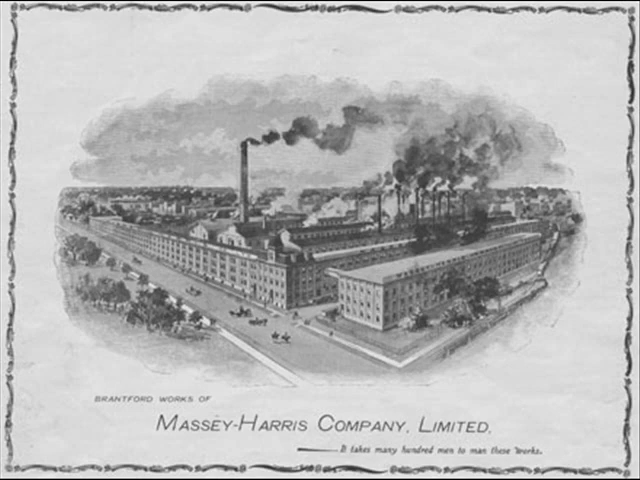 BRANTFORD WORKS OF
MASSEY-HARRIS COMPANY, LIMITED.
It takes many hundred men to man these Works.